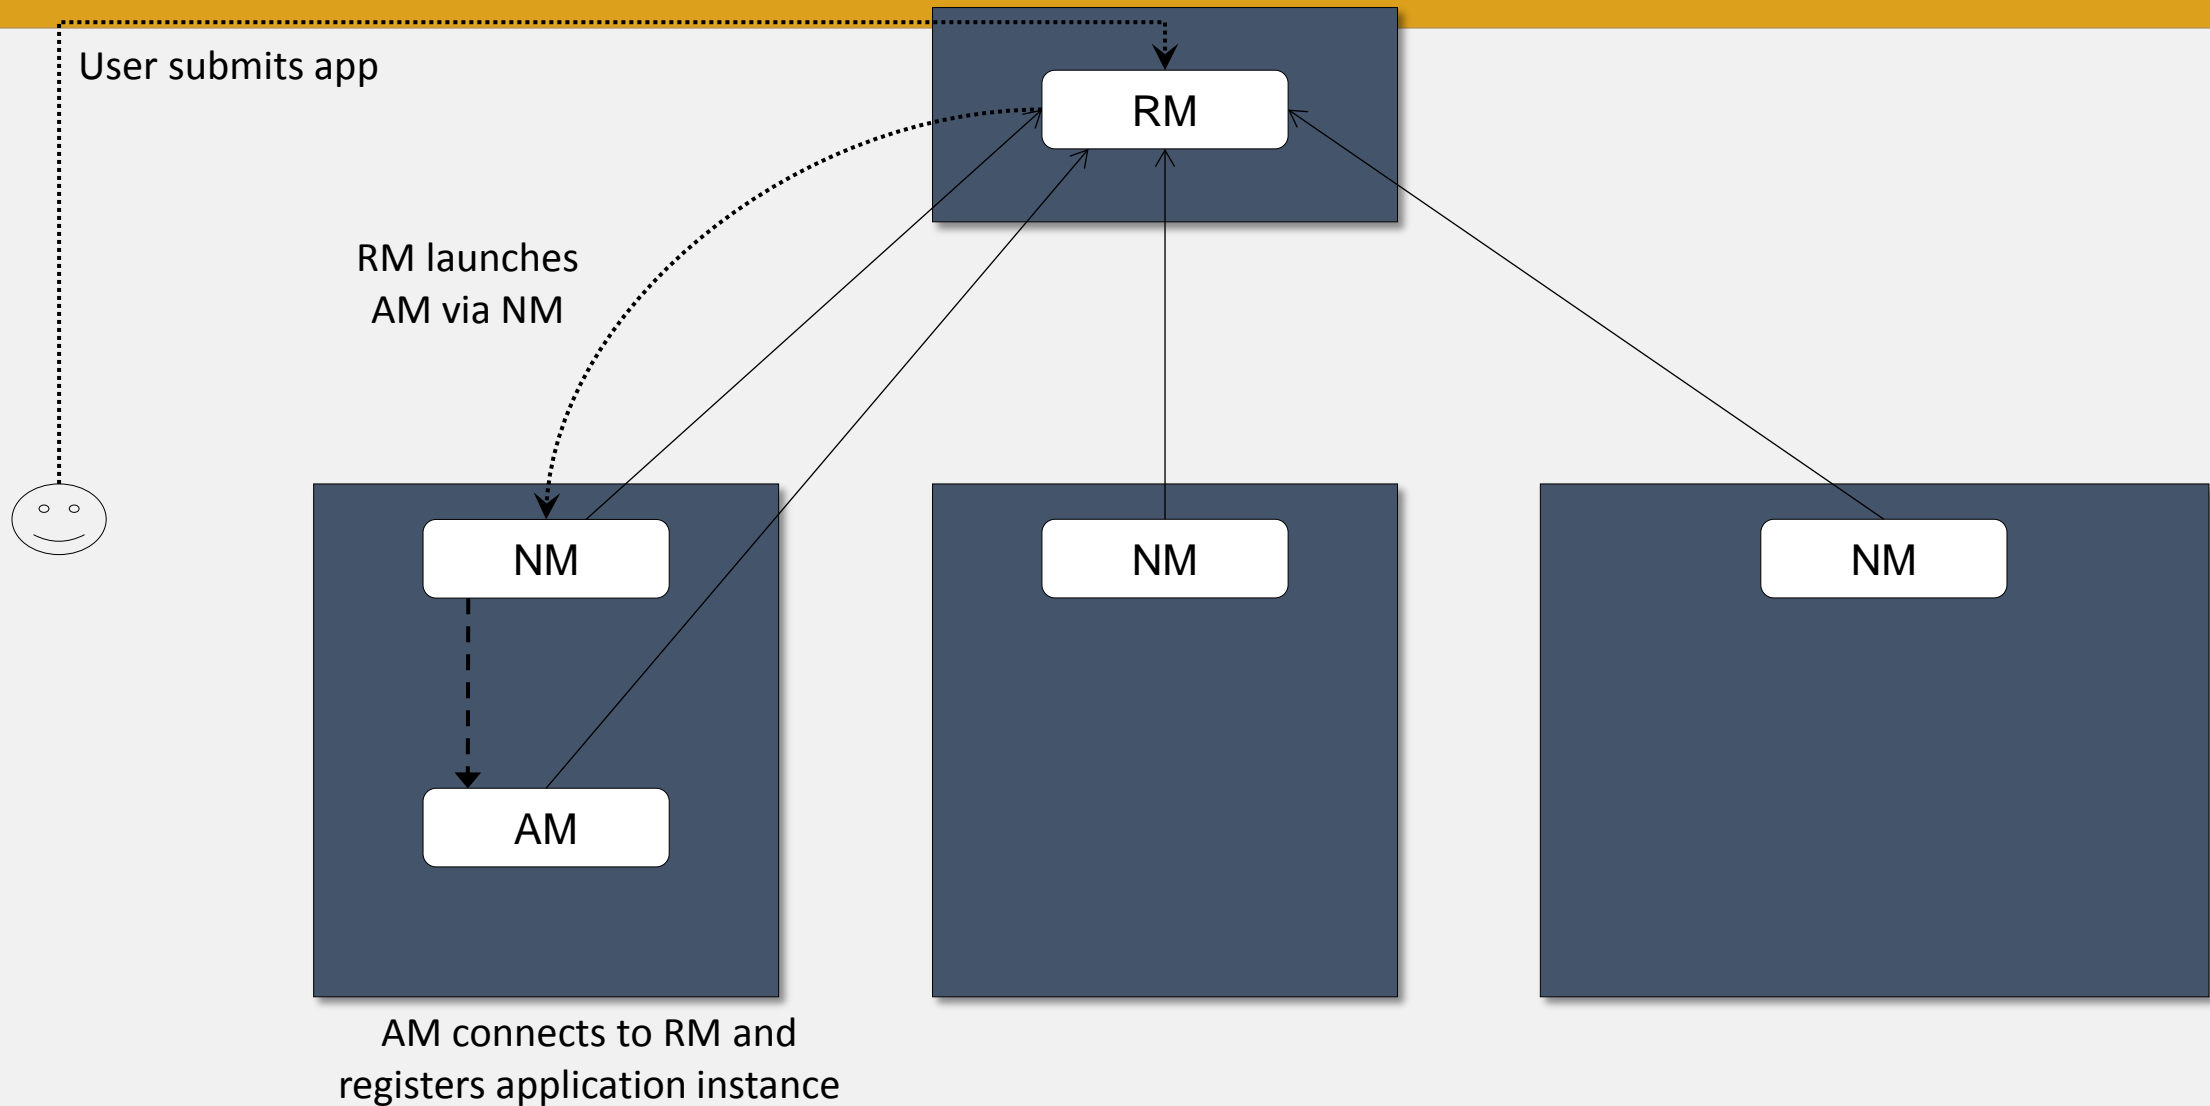 User submits app
RM
RM launches
AM via NM
NM
NM
NM
AM
AM connects to RM and
registers application instance